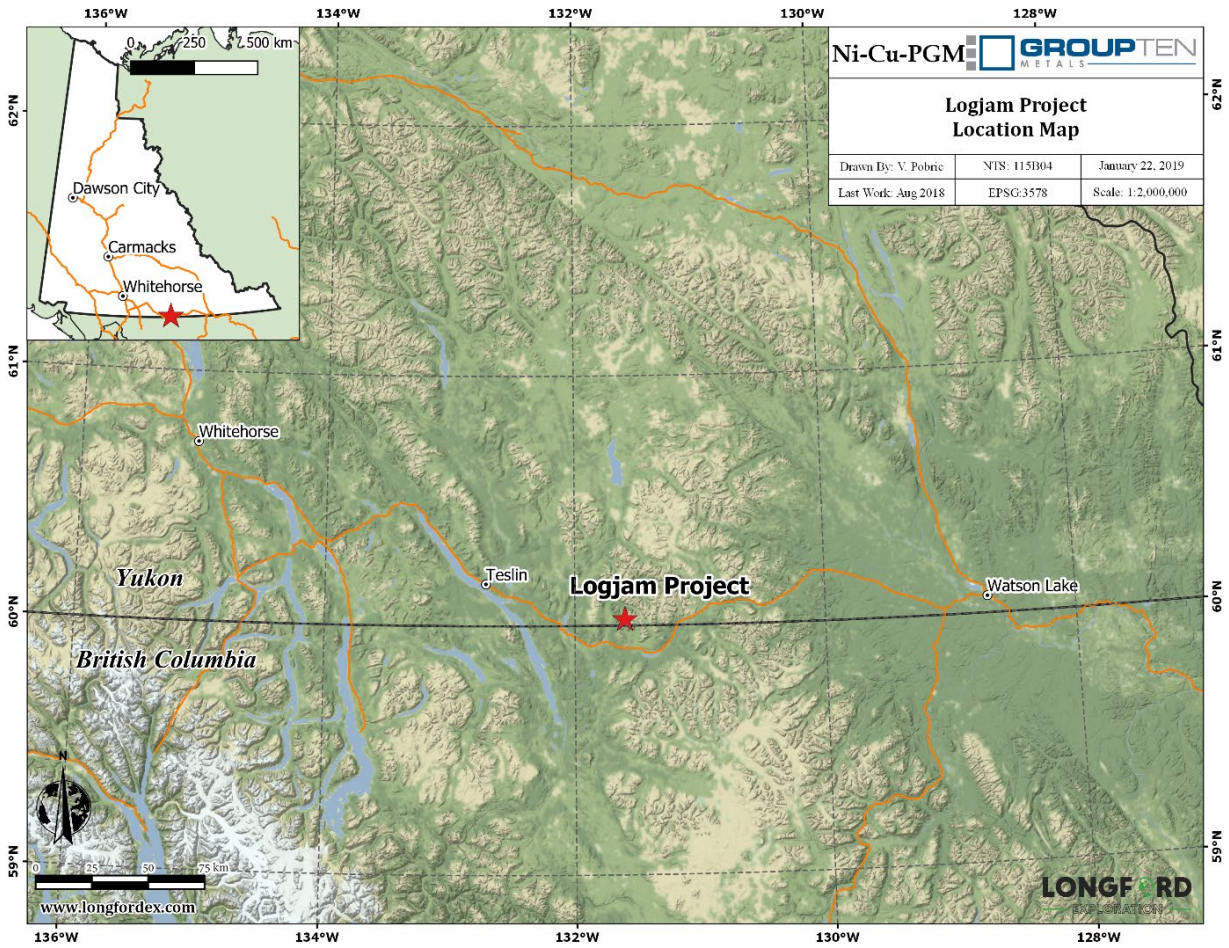 136°W 134°W 132°W 130°W 128°W
0 250 500 km
Dawson City
Carmacks
Whitehorse
Ni-Cu-PGM GROUPTEN
METALS
Logjam Project
Location Map
Drawn By: V. Pobric NTS: 115B04 January 22, 2019
Last Work: Aug 2018 EPSG:3578 Scale: 1:2,000,000
62°N 62°N
61°N 61°N
Whitehorse
Yukon
Teslin
Logjam Project
Watson Lake
60°N 60°N
British Columbia
N
59°N 59°N
0 25 50 75 km
www.longfordex.com
LONGFORD
EXPLORATION
136°W 134°W 132°W 130°W 128°W